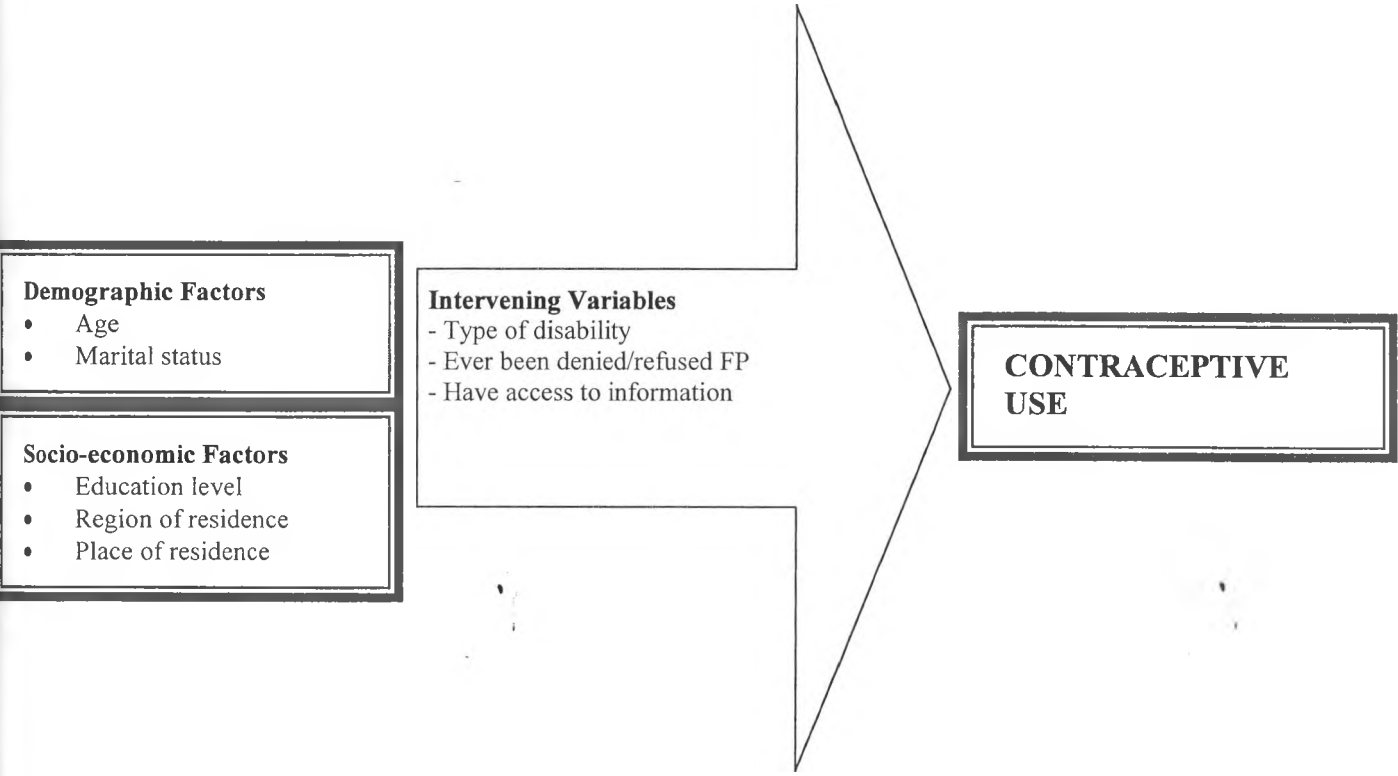 Demographic Factors
• Age
• Marital status
Socio-economic Factors
• Education level
• Region of residence
• Place of residence
Intervening Variables
- Type of disability
- Ever been denied/refused FP
- Have access to information
CONTRACEPTIVE
USE